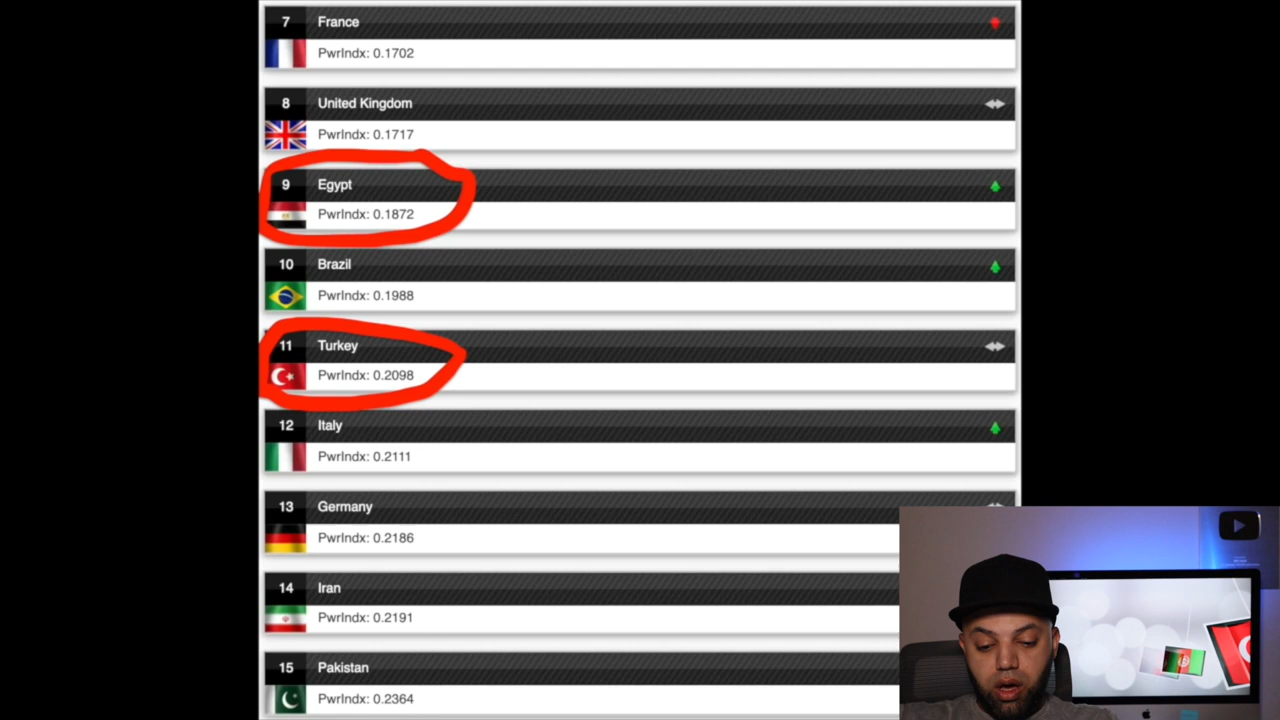 7 France
PwrIndx: 0.1702
8 United Kingdom
PwrIndx: 0.1717
9 Egypt
PwrIndx: 0.1872
10 Brazil
PwrIndx: 0.1988
11 Turkey
PwrIndx: 0.2098
12 Italy
PwrIndx: 0.2111
13 Germany
PwrIndx: 0.2186
14 Iran
PwrIndx: 0.2191
15 Pakistan
PwrIndx: 0.2364